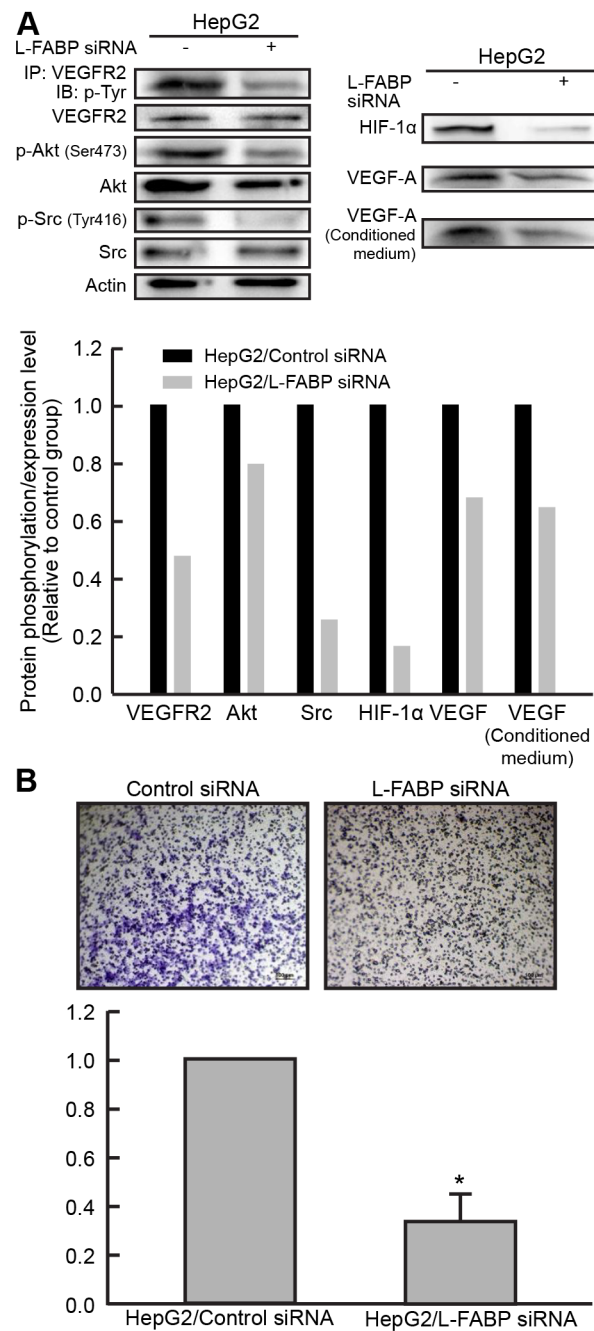 A
HepG2
L-FABP siRNA - +
IP: VEGFR2
IB: p-Tyr
VEGFR2
p-Akt (Ser473)
Akt
p-Src (Tyr416)
Src
Actin
HepG2
L-FABP - +
siRNA
HIF-1α
VEGF-A
VEGF-A
(Conditioned
medium)
Protein phosphorylation/expression level
(Relative to control group)
1.2
1.0
0.8
0.6
0.4
0.2
0.0
HepG2/Control siRNA
HepG2/L-FABP siRNA
VEGFR2 Akt Src HIF-1α VEGF VEGF
(Conditioned
medium)
B
Control siRNA L-FABP siRNA
1.2
1.0
0.8
0.6
0.4
0.2
0.0
*
HepG2/Control siRNA HepG2/L-FABP siRNA